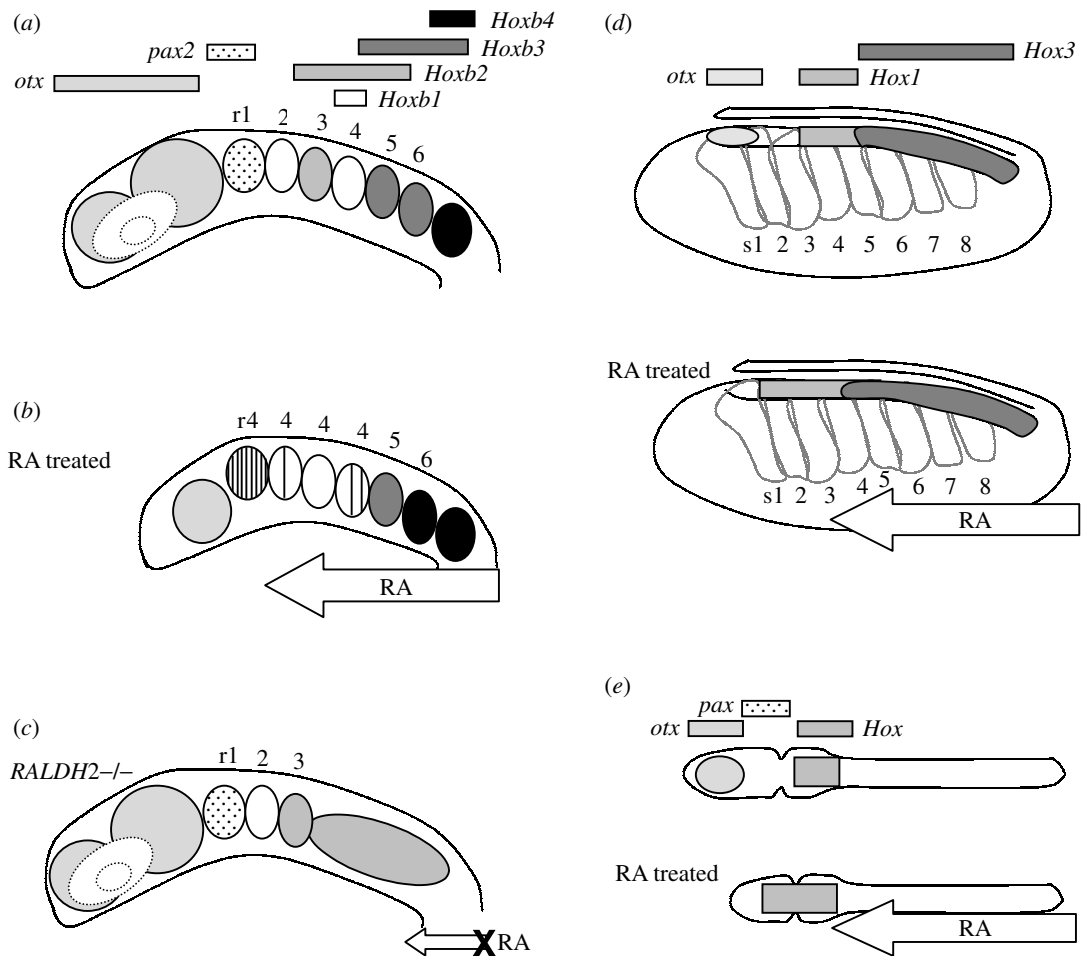 (a)
Hoxb4
pax2
Hoxb3
otx
Hoxb2
Hoxb1
r1 2 3 4 5 6
(b)
RA treated
r4 4 4 4 5 6
RA
(c)
RALDH2–/–
r1 2 3
RA
(d)
Hox3
otx
Hox1
s1 2 3 4 5 6 7 8
RA treated
s1 2 3 4 5 6 7 8
RA
(e)
pax
otx
Hox
RA treated
RA